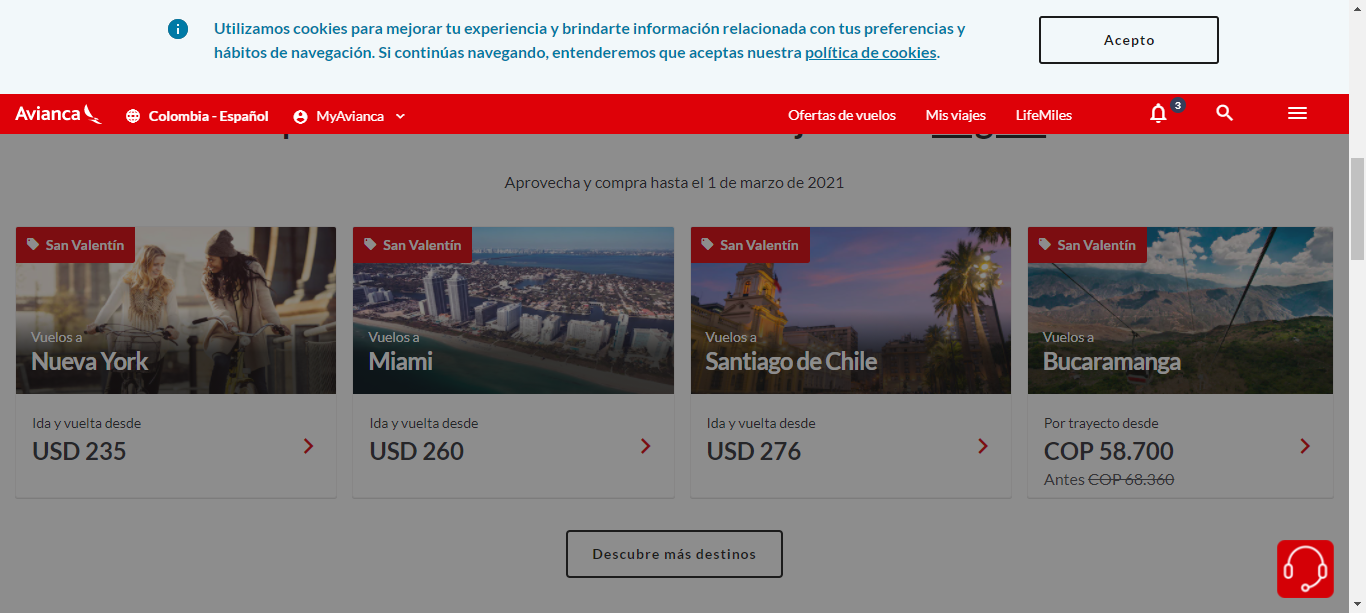 Utilizamos cookies para mejorar tu experiencia y brindarte información relacionada con tus preferencias y
hábitos de navegación. Si continúas navegando, entenderemos que aceptas nuestra política de cookies.
Acepto
Avianca
Colombia - Español
MyAvianca
Ofertas de vuelos
Mis viajes
LifeMiles
3
Aprovecha y compra hasta el 1 de marzo de 2021
San Valentín
Vuelos a
Nueva York
Ida y vuelta desde
USD 235
San Valentín
Vuelos a
Miami
Ida y vuelta desde
USD 260
San Valentín
Vuelos a
Santiago de Chile
Ida y vuelta desde
USD 276
San Valentín
Vuelos a
Bucaramanga
Por trayecto desde
COP 58.700
Antes COP 68.360
Descubre más destinos